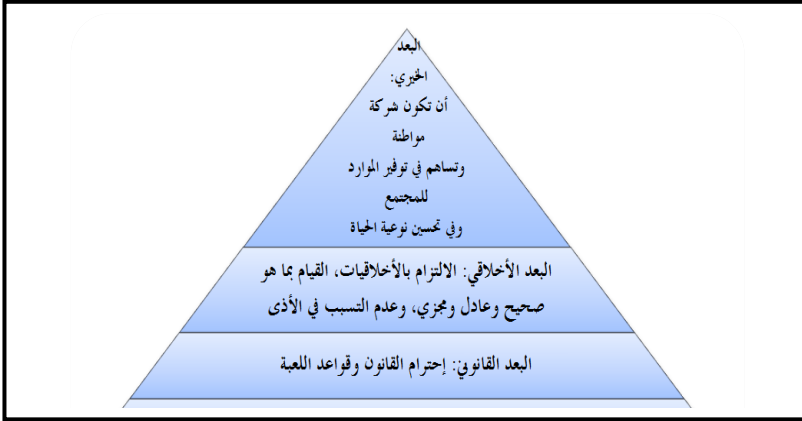 البعد
الخيري:
أن تكون شركة
مواطنة
وتساهم في توفير الموارد
للمجتمع
وفي تحسين نوعية الحياة
البعد الأخلاقي: الالتزام بالأخلاقيات، القيام بما هو
صحيح وعادل ومجزي، وعدم التسبب في الأذى
البعد القانوني: إحترام القانون وقواعد اللعبة